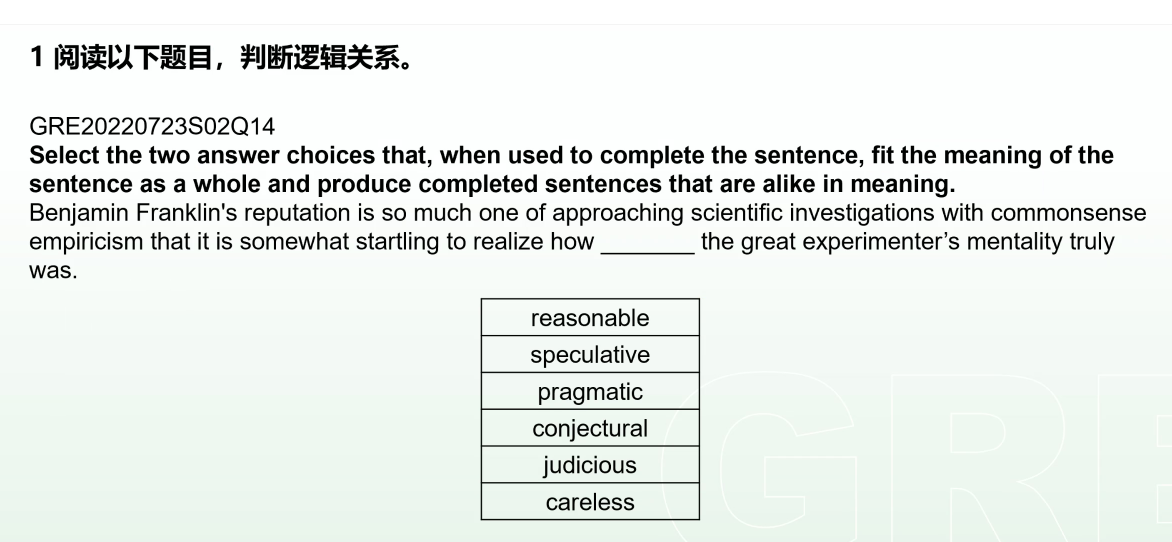 1 阅读以下题目，判断逻辑关系。
GRE20220723S02Q14
Select the two answer choices that, when used to complete the sentence, fit the meaning of the
sentence as a whole and produce completed sentences that are alike in meaning.
Benjamin Franklin's reputation is so much one of approaching scientific investigations with commonsense
empiricism that it is somewhat startling to realize how _______ the great experimenter’s mentality truly
was.
reasonable
speculative
pragmatic
conjectural
judicious
careless
GRE